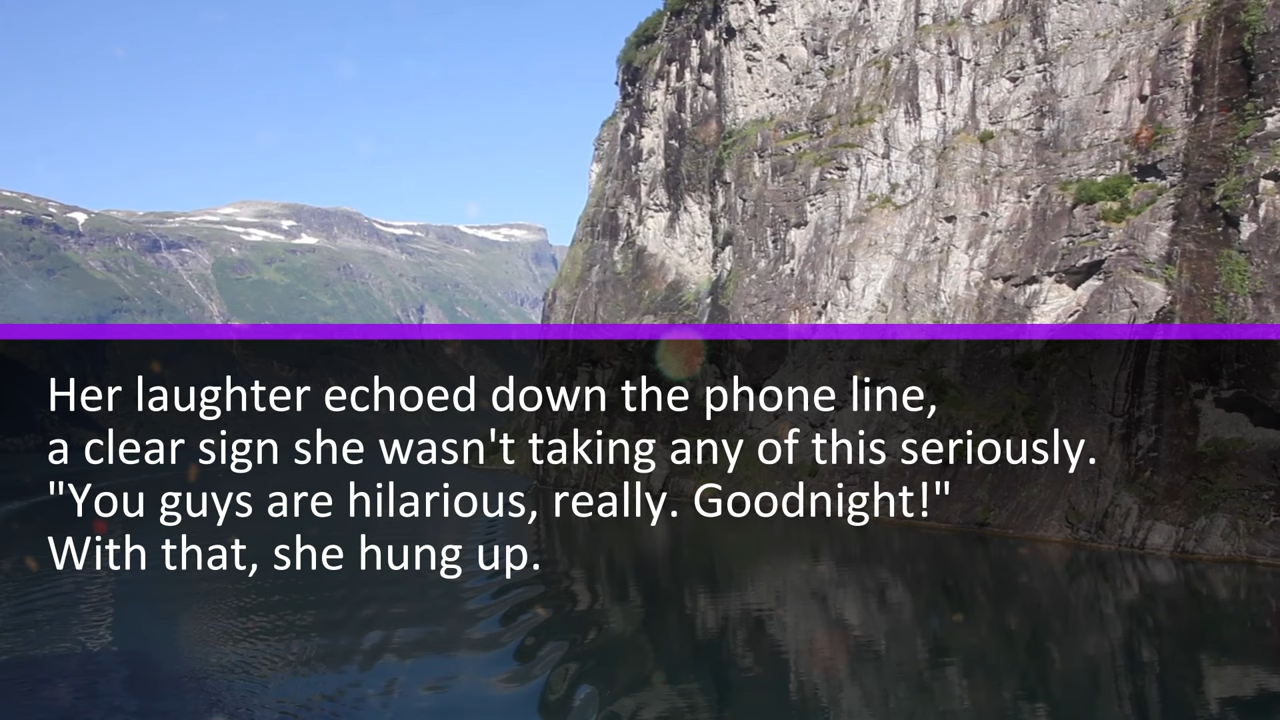 Her laughter echoed down the phone line,
a clear sign she wasn't taking any of this seriously.
"You guys are hilarious, really. Goodnight!"
With that, she hung up.